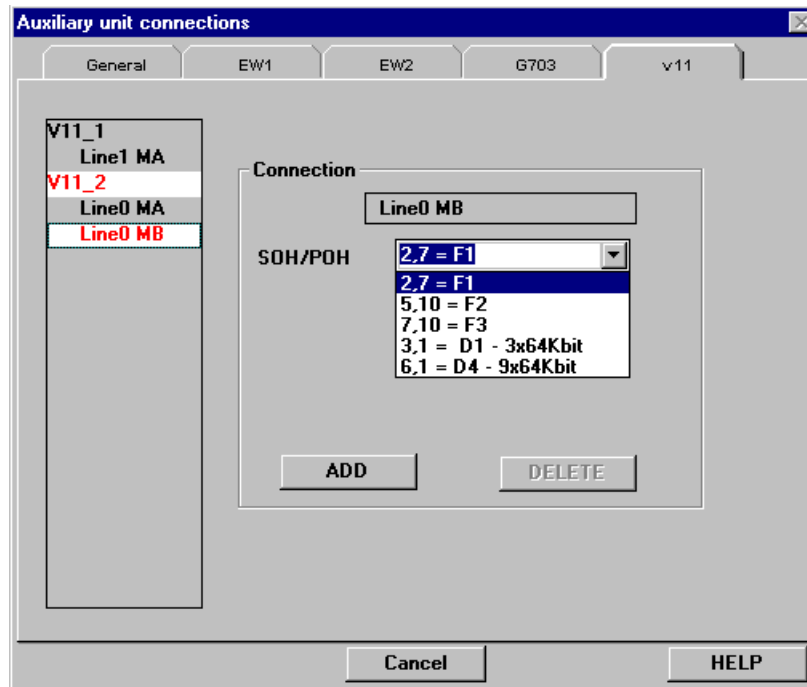 Auxiliary unit connections
General EW1 EW2 G703 v11
V11_1
Line1 MA
V11_2
Line0 MA
Line0 MB
Connection
Line0 MB
SOH/POH 2,7 = F1
2,7 = F1
5,10 = F2
7,10 = F3
3,1 = D1 - 3x64Kbit
6,1 = D4 - 9x64Kbit
ADD DELETE
Cancel HELP